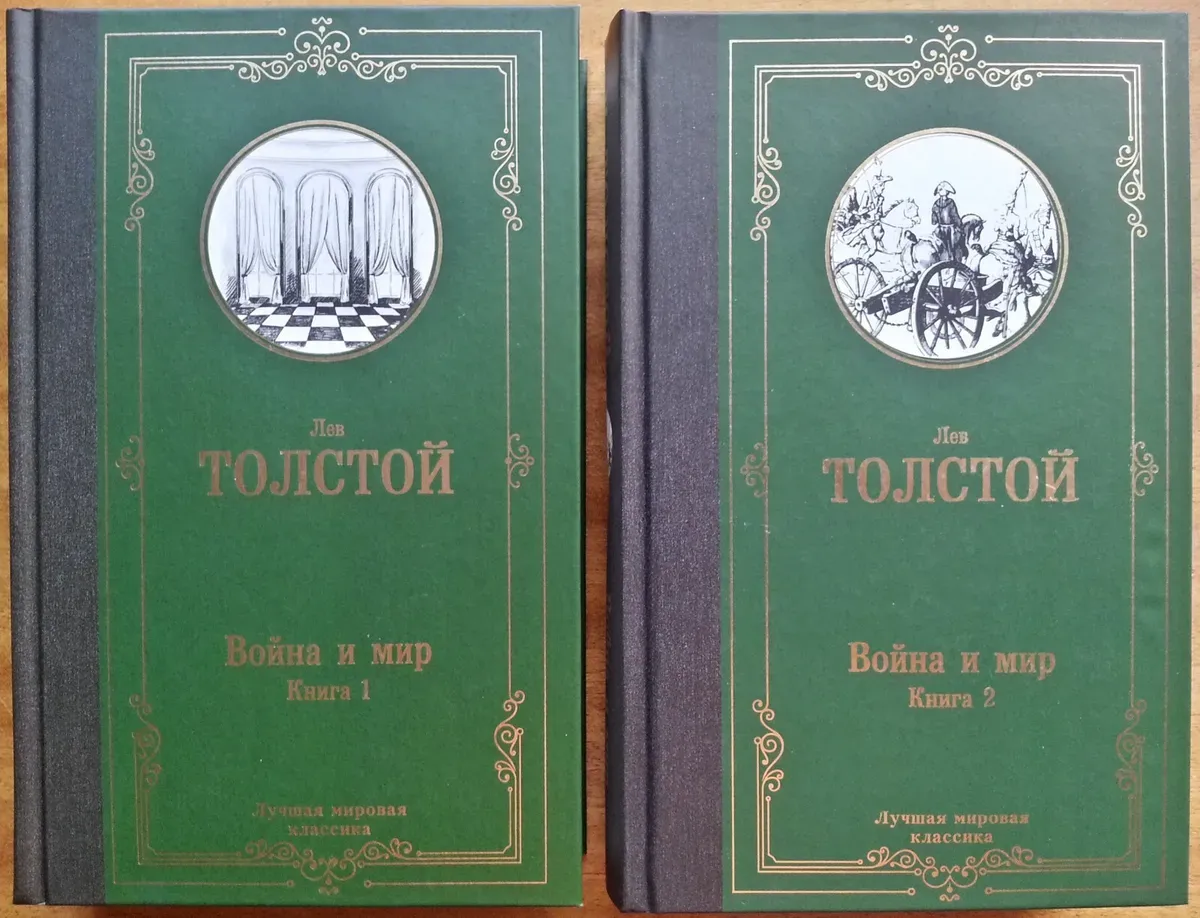 Лев
ТОЛСТОЙ
Война и мир
Книга 1
Лучшая мировая
классика
Лев
ТОЛСТОЙ
Война и мир
Книга 2
Лучшая мировая
классика